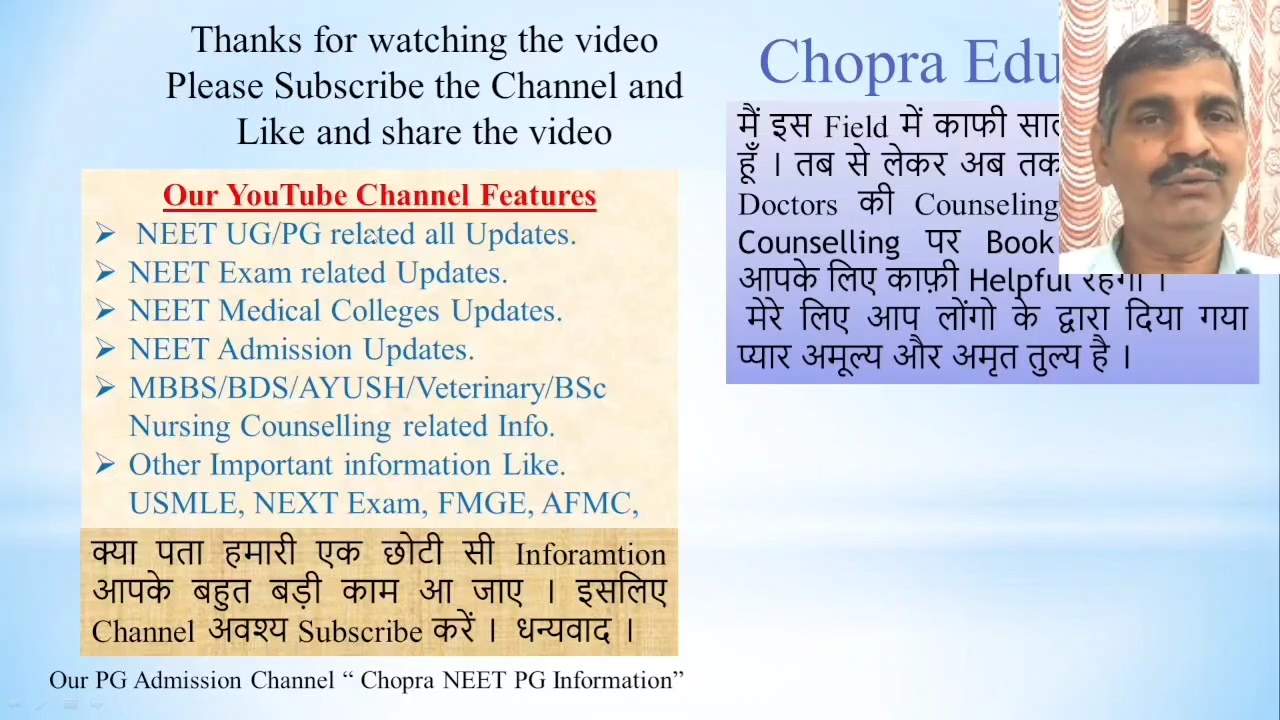 Thanks for watching the video
Please Subscribe the Channel and
Like and share the video
Our YouTube Channel Features
➢ NEET UG/PG related all Updates.
➢ NEET Exam related Updates.
➢ NEET Medical Colleges Updates.
➢ NEET Admission Updates.
➢ MBBS/BDS/AYUSH/Veterinary/BSc
Nursing Counselling related Info.
➢ Other Important information Like.
USMLE, NEXT Exam, FMGE, AFMC,
क्या पता हमारी एक छोटी सी Inforamtion
आपके बहुत बड़ी काम आ जाए । इसलिए
Channel अवश्य Subscribe करें । धन्यवाद ।
Our PG Admission Channel “ Chopra NEET PG Information”
Chopra
मैं इस Field में काफी
हूँ । तब से लेकर अब तक
Doctors की Counseling
Counselling पर Book
आपके लिए काफ़ी Helpful रहेगा ।
मेरे लिए आप लोंगो के द्वारा दिया गया
प्यार अमूल्य और अमृत तुल्य है ।